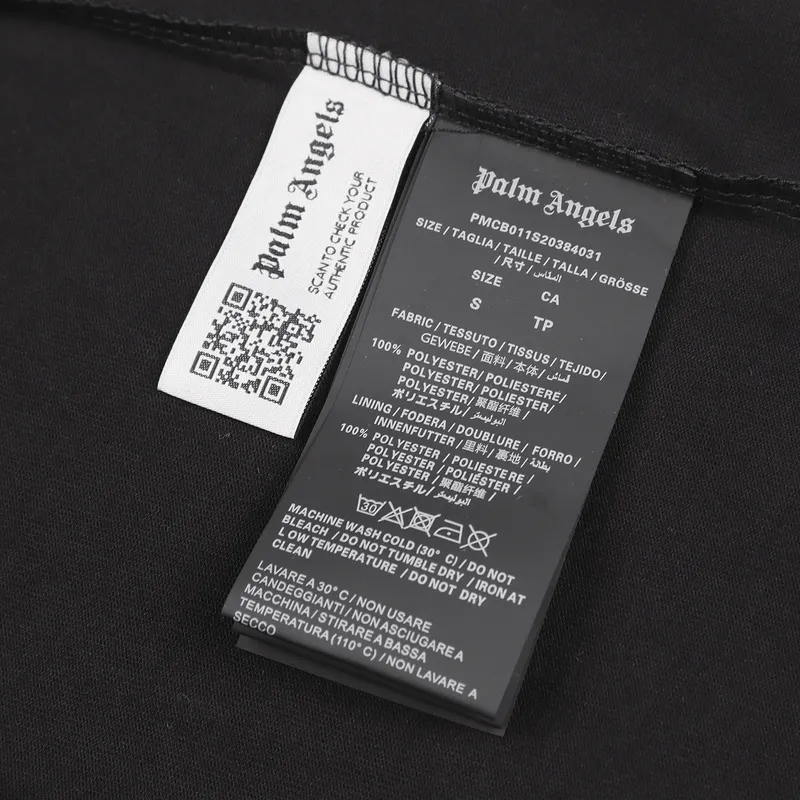 Palm Angels
SCAN TO CHECK YOUR
AUTHENTIC PRODUCT
Palm Angels
PMCB011S20384031
SIZE / TAGLIA / TAILLE / TALLA / GRÖSSE
/ 尺寸 / المقاس
SIZE CA
S TP
FABRIC / TESSUTO / TISSUS / TEJIDO /
GEWEBE / 面料 / 本体 / قماش
100% POLYESTER / POLIESTERE /
POLYESTER / POLYÉSTER /
POLYESTER / 聚酯纤维 /
ポリエステル / البوليستر
LINING / FODERA / DOUBLURE / FORRO /
INNENFUTTER / 里料 / 裏地 / بطانة
100% POLYESTER / POLIESTERE /
POLYESTER / POLIÉSTER /
POLYESTER / 聚酯纤维 /
ポリエステル / البوليستر
30
MACHINE WASH COLD (30° C) / DO NOT
BLEACH / DO NOT TUMBLE DRY / IRON AT
LOW TEMPERATURE / DO NOT DRY
CLEAN
LAVARE A 30° C / NON USARE
CANDEGGIANTI / NON ASCIUGARE A
MACCHINA / STIRARE A BASSA
TEMPERATURA (110° C) / NON LAVARE A
SECCO